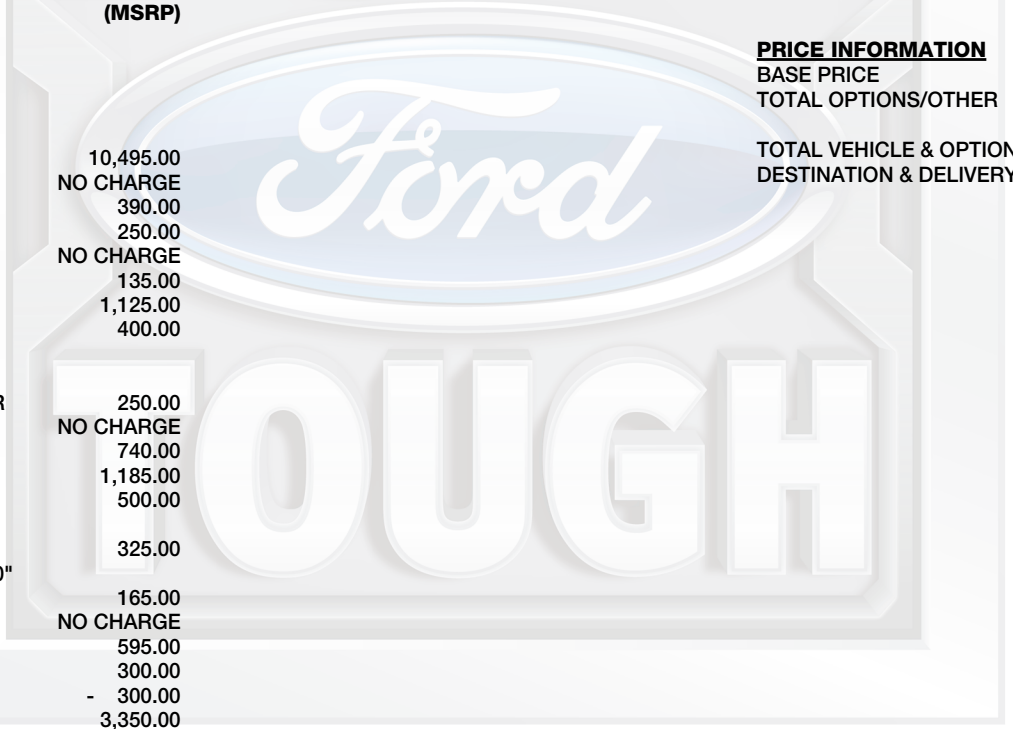 (MSRP)
10,495.00
NO CHARGE
390.00
250.00
NO CHARGE
135.00
1,125.00
400.00
R 250.00
NO CHARGE
740.00
1,185.00
500.00
325.00
0"
165.00
NO CHARGE
595.00
300.00
- 300.00
3,350.00
PRICE INFORMATION
BASE PRICE
TOTAL OPTIONS/OTHER
TOTAL VEHICLE & OPTION
DESTINATION & DELIVERY
Ford
TOUGH